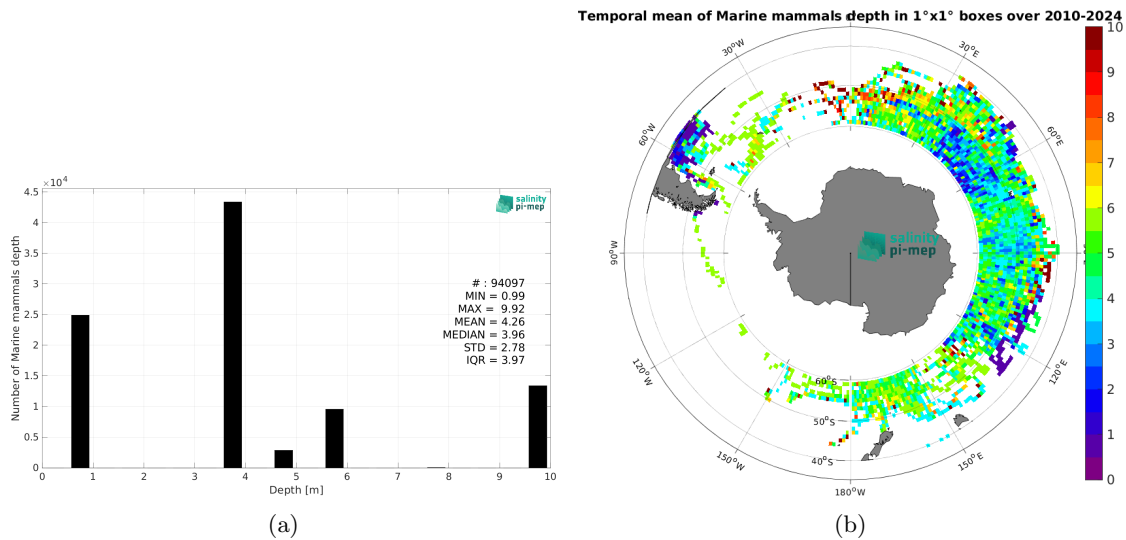 ×10⁴
4.5
4
3.5
3
2.5
2
1.5
1
0.5
0
Number of Marine mammals depth
salinity
pi-mep
# : 94097
MIN = 0.99
MAX = 9.92
MEAN = 4.26
MEDIAN = 3.96
STD = 2.78
IQR = 3.97
0 1 2 3 4 5 6 7 8 9 10
Depth [m]
(a)
Temporal mean of Marine mammals depth in 1°x1° boxes over 2010-2024
30°W
30°E
60°W
60°E
90°W
120°W
120°E
150°W
150°E
180°W
60°S
50°S
40°S
salinity
pi-mep
10
9
8
7
6
5
4
3
2
1
0
(b)